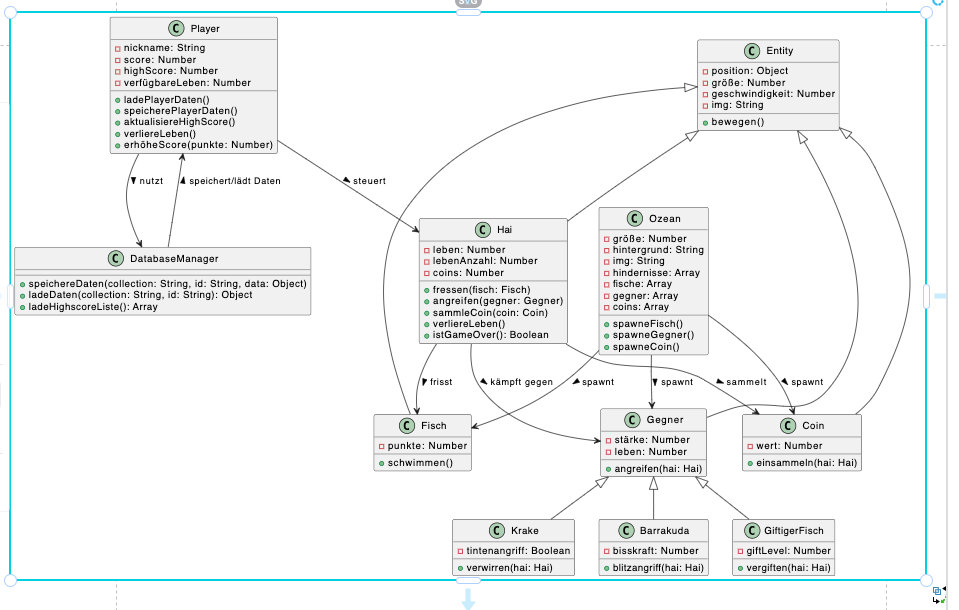 SVG
C Player
nickname: String
score: Number
highScore: Number
verfügbareLeben: Number
ladePlayerDaten()
speicherePlayerDaten()
aktualisiereHighScore()
verliereLeben()
erhöheScore(punkte: Number)
C Entity
position: Object
größe: Number
geschwindigkeit: Number
img: String
bewegen()
nutzt
speichert/lädt Daten
steuert
C DatabaseManager
speichereDaten(collection: String, id: String, data: Object)
ladeDaten(collection: String, id: String): Object
ladeHighscoreListe(): Array
C Hai
leben: Number
lebenAnzahl: Number
coins: Number
fressen(fisch: Fisch)
angreifen(gegner: Gegner)
sammleCoin(coin: Coin)
verliereLeben()
istGameOver(): Boolean
C Ozean
größe: Number
hintergrund: String
img: String
hindernisse: Array
fische: Array
gegner: Array
coins: Array
spawneFisch()
spawneGegner()
spawneCoin()
frisst
kämpft gegen
spawnt
spawnt
sammelt
spawnt
C Fisch
punkte: Number
schwimmen()
C Gegner
stärke: Number
leben: Number
angreifen(hai: Hai)
C Coin
wert: Number
einsammeln(hai: Hai)
C Krake
tintenangriff: Boolean
verwirren(hai: Hai)
C Barrakuda
bisskraft: Number
blitzangriff(hai: Hai)
C GiftigerFisch
giftLevel: Number
vergiften(hai: Hai)